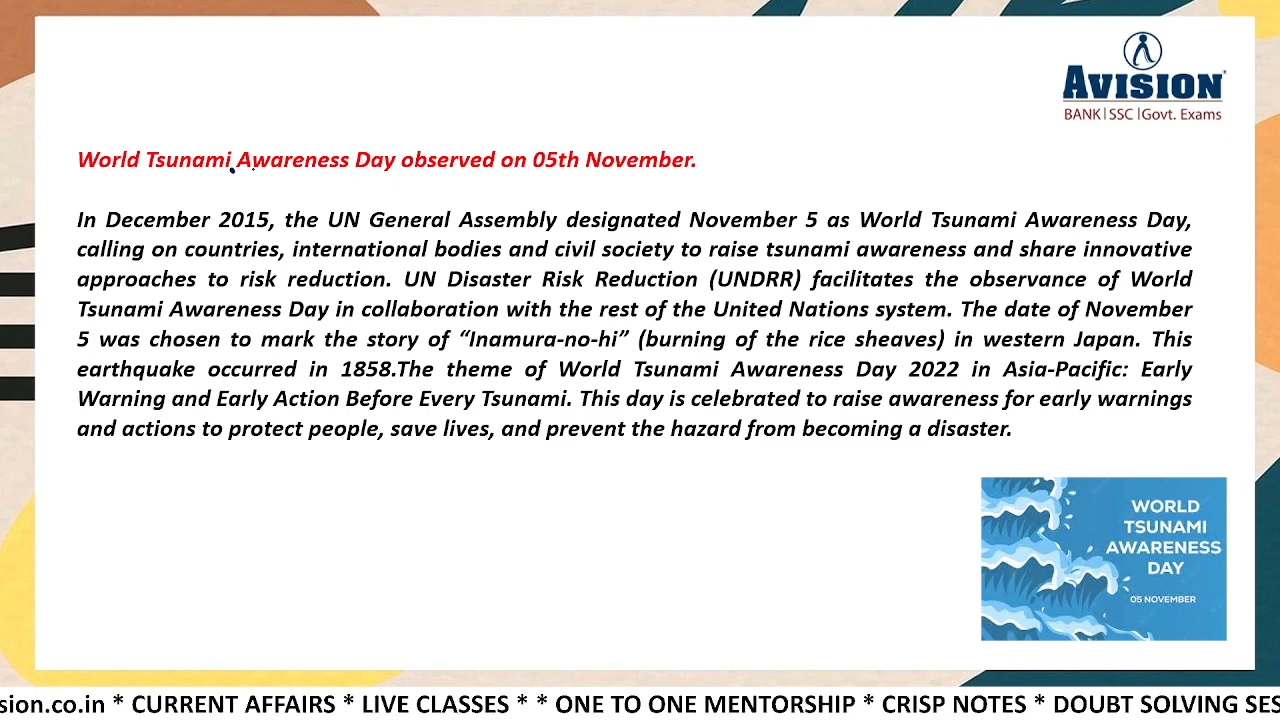 AVISION
BANK | SSC | Govt. Exams
World Tsunami Awareness Day observed on 05th November.
In December 2015, the UN General Assembly designated November 5 as World Tsunami Awareness Day,
calling on countries, international bodies and civil society to raise tsunami awareness and share innovative
approaches to risk reduction. UN Disaster Risk Reduction (UNDRR) facilitates the observance of World
Tsunami Awareness Day in collaboration with the rest of the United Nations system. The date of November
5 was chosen to mark the story of “Inamura-no-hi” (burning of the rice sheaves) in western Japan. This
earthquake occurred in 1858.The theme of World Tsunami Awareness Day 2022 in Asia-Pacific: Early
Warning and Early Action Before Every Tsunami. This day is celebrated to raise awareness for early warnings
and actions to protect people, save lives, and prevent the hazard from becoming a disaster.
WORLD
TSUNAMI
AWARENESS
DAY
05 NOVEMBER
sion.co.in * CURRENT AFFAIRS * LIVE CLASSES * * ONE TO ONE MENTORSHIP * CRISP NOTES * DOUBT SOLVING SES